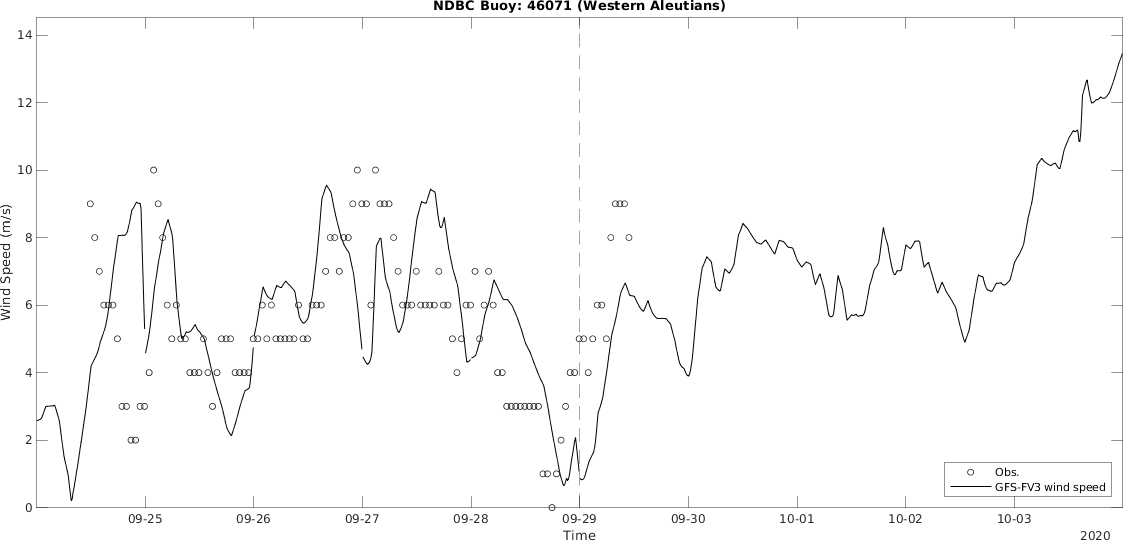 NDBC Buoy: 46071 (Western Aleutians)
14
12
10
8
6
4
2
0
Wind Speed (m/s)
09-25 09-26 09-27 09-28 09-29 09-30 10-01 10-02 10-03
Time
2020
Obs.
GFS-FV3 wind speed